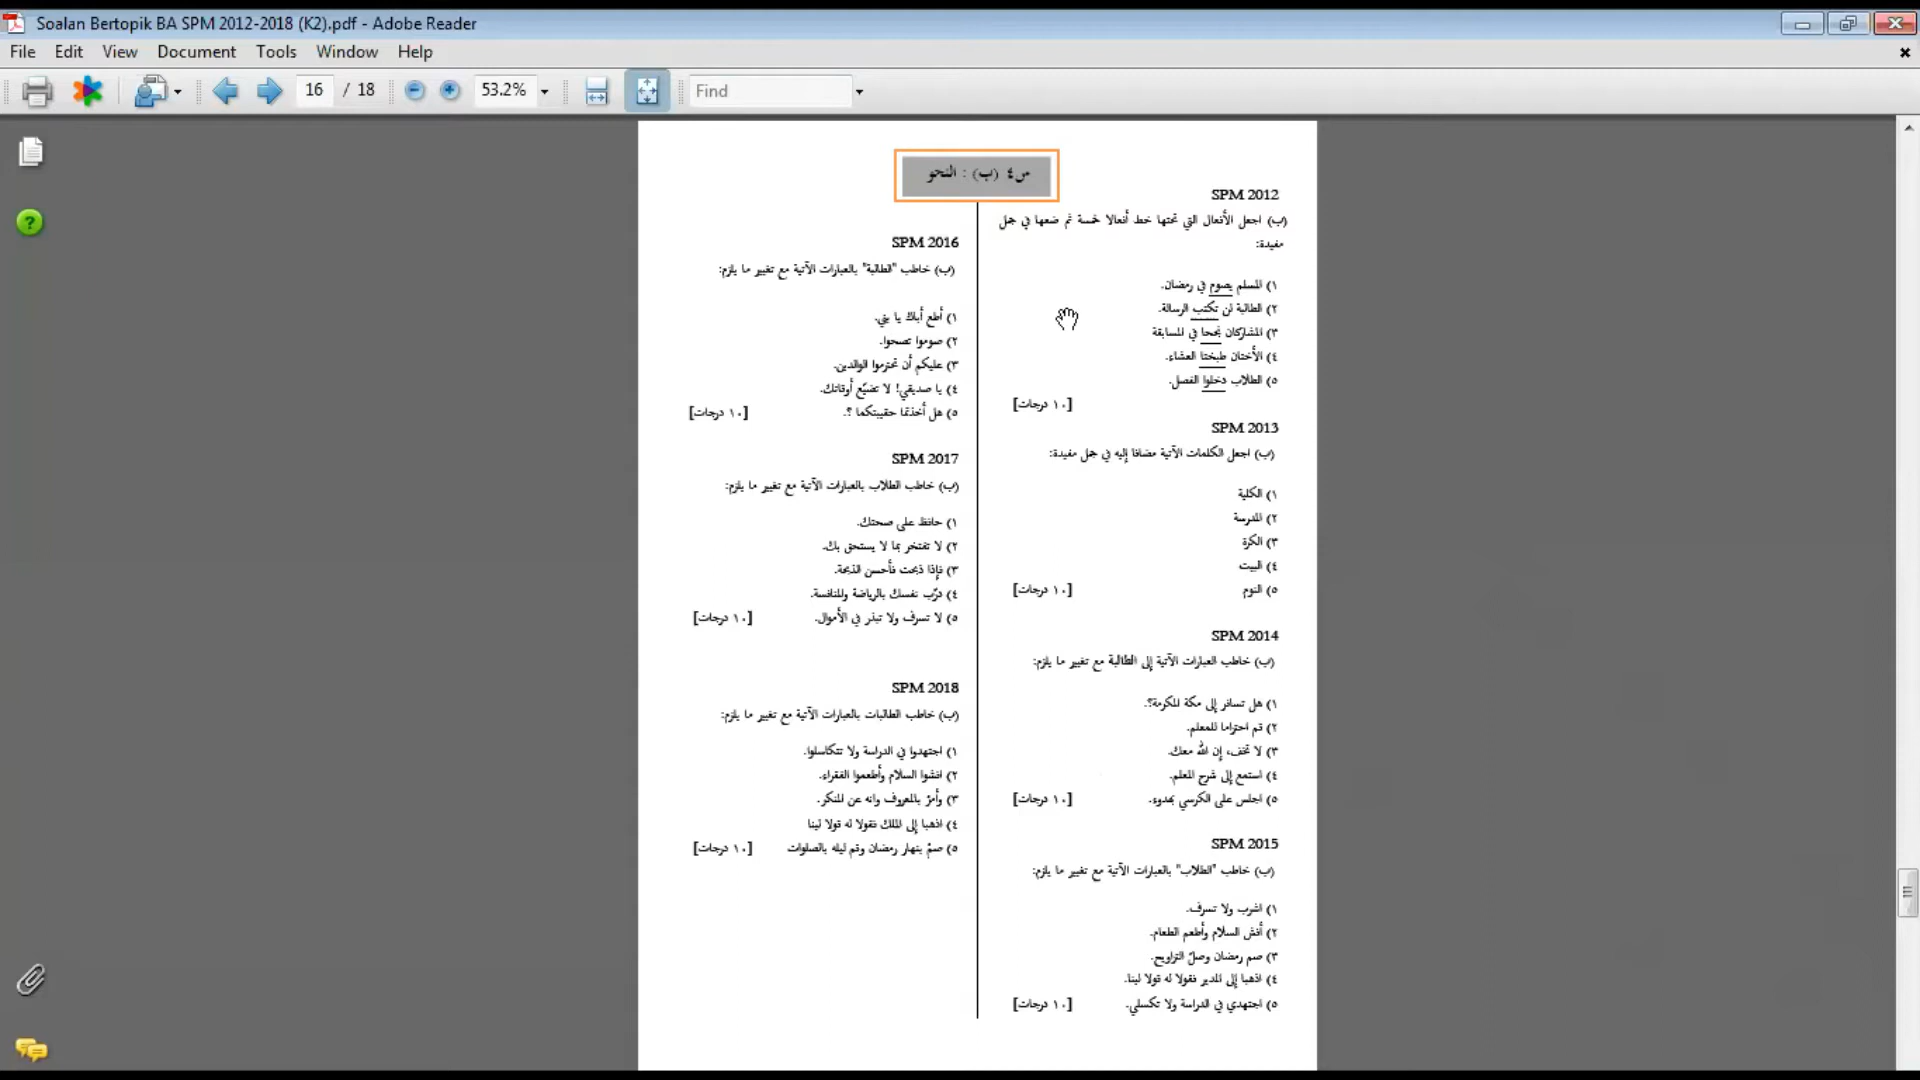 Soalan Bertopik BA SPM 2012-2018 (K2).pdf - Adobe Reader
File Edit View Document Tools Window Help
16 / 18 53.2% Find
س٤ (ب) : النحو
SPM 2012
(ب) اجعل الأفعال التي تحتها خط أفعالا خمسة ثم ضعها في جمل
مفيدة:
١) المسلم يصوم في رمضان.
٢) الطالبة لن تكتب الرسالة.
٣) المشاركان نجحا في المسابقة
٤) الأختان طبختا العشاء.
٥) الطلاب دخلوا الفصل.
[١٠ درجات]
SPM 2013
(ب) اجعل الكلمات الآتية مضافا إليه في جمل مفيدة:
١) الكلية
٢) المدرسة
٣) الكرة
٤) البيت
٥) النوم [١٠ درجات]
SPM 2014
(ب) خاطب العبارات الآتية إلى الطالبة مع تغيير ما يلزم:
١) هل تسافر إلى مكة المكرمة؟.
٢) قم احتراما للمعلم.
٣) لا تخف، إن الله معك.
٤) استمع إلى شرح المعلم.
٥) اجلس على الكرسي بهدوء. [١٠ درجات]
SPM 2015
(ب) خاطب "الطلاب" بالعبارات الآتية مع تغيير ما يلزم:
١) اشرب ولا تسرف.
٢) أفش السلام وأطعم الطعام.
٣) صم رمضان وصلّ التراويح.
٤) اذهبا إلى المدير فقولا له قولا لينا.
٥) اجتهدي في الدراسة ولا تكسلي. [١٠ درجات]
SPM 2016
(ب) خاطب "الطالبة" بالعبارات الآتية مع تغيير ما يلزم:
١) أطع أباك يا بني.
٢) صوموا تصحوا.
٣) عليكم أن تحترموا الوالدين.
٤) يا صديقي! لا تضيّع أوقاتك.
٥) هل أخذتما حقيبتكما ؟. [١٠ درجات]
SPM 2017
(ب) خاطب الطلاب بالعبارات الآتية مع تغيير ما يلزم:
١) حافظ على صحتك.
٢) لا تفتخر بما لا يستحق بك.
٣) فإذا ذبحت فأحسن الذبحة.
٤) درّب نفسك بالرياضة والمنافسة.
٥) لا تسرف ولا تبذر في الأموال. [١٠ درجات]
SPM 2018
(ب) خاطب الطالبات بالعبارات الآتية مع تغيير ما يلزم:
١) اجتهدوا في الدراسة ولا تتكاسلوا.
٢) افشوا السلام وأطعموا الفقراء.
٣) وأمرْ بالمعروف وانه عن المنكر.
٤) اذهبا إلى الملك فقولا له قولا لينا
٥) صمْ بنهار رمضان وقم ليله بالصلوات [١٠ درجات]